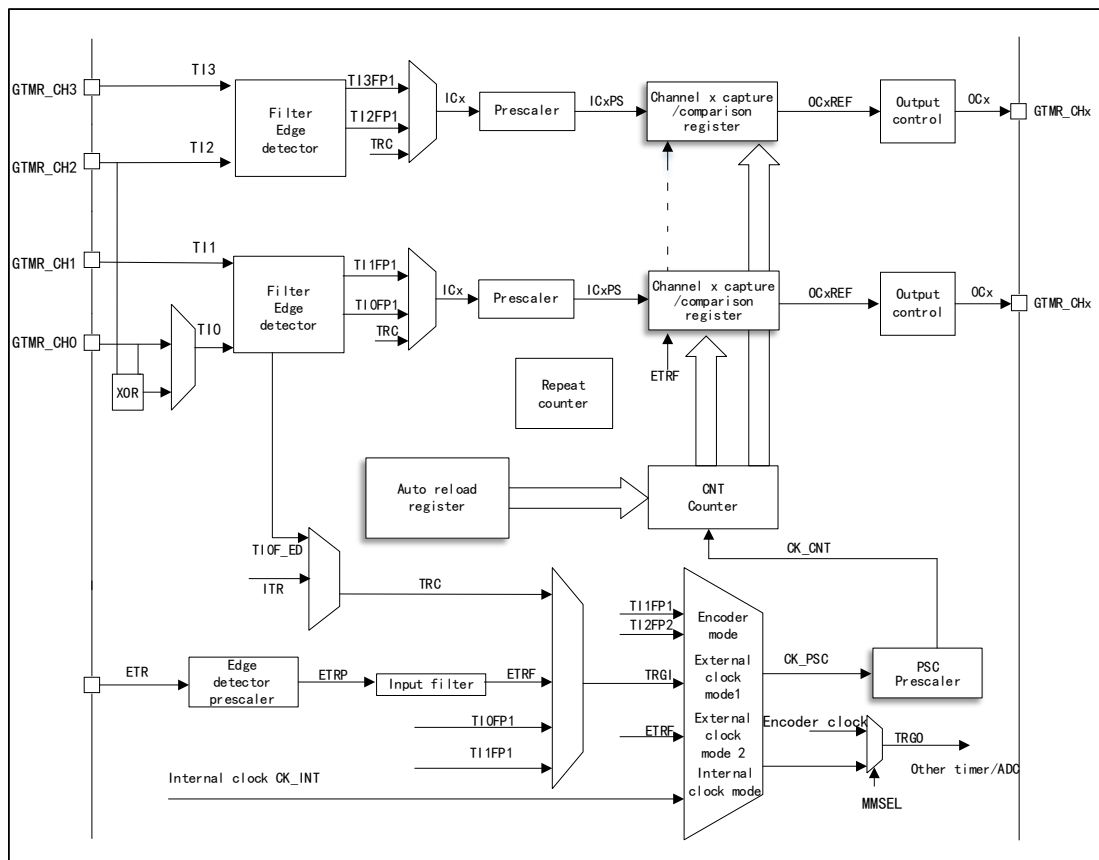 GTMR_CH3
TI3
Filter
Edge
detector
TI3FP1
TI2FP1
TRC
ICx
Prescaler
ICxPS
Channel x capture
/comparison
register
OCxREF
Output
control
OCx
GTMR_CHx
GTMR_CH2
TI2
GTMR_CH1
TI1
Filter
Edge
detector
TI1FP1
TI0FP1
TRC
ICx
Prescaler
ICxPS
Channel x capture
/comparison
register
OCxREF
Output
control
OCx
GTMR_CHx
GTMR_CH0
TI0
XOR
ETRF
Repeat
counter
Auto reload
register
CNT
Counter
CK_CNT
TI0F_ED
ITR
TRC
TI1FP1
TI2FP2
Encoder
mode
External
clock
mode1
External
clock
mode 2
Internal
clock mode
CK_PSC
PSC
Prescaler
ETR
Edge
detector
prescaler
ETRP
Input filter
ETRF
TRGI
TI0FP1
TI1FP1
ETRF
Encoder clock
TRGO
Other timer/ADC
MMSEL
Internal clock CK_INT